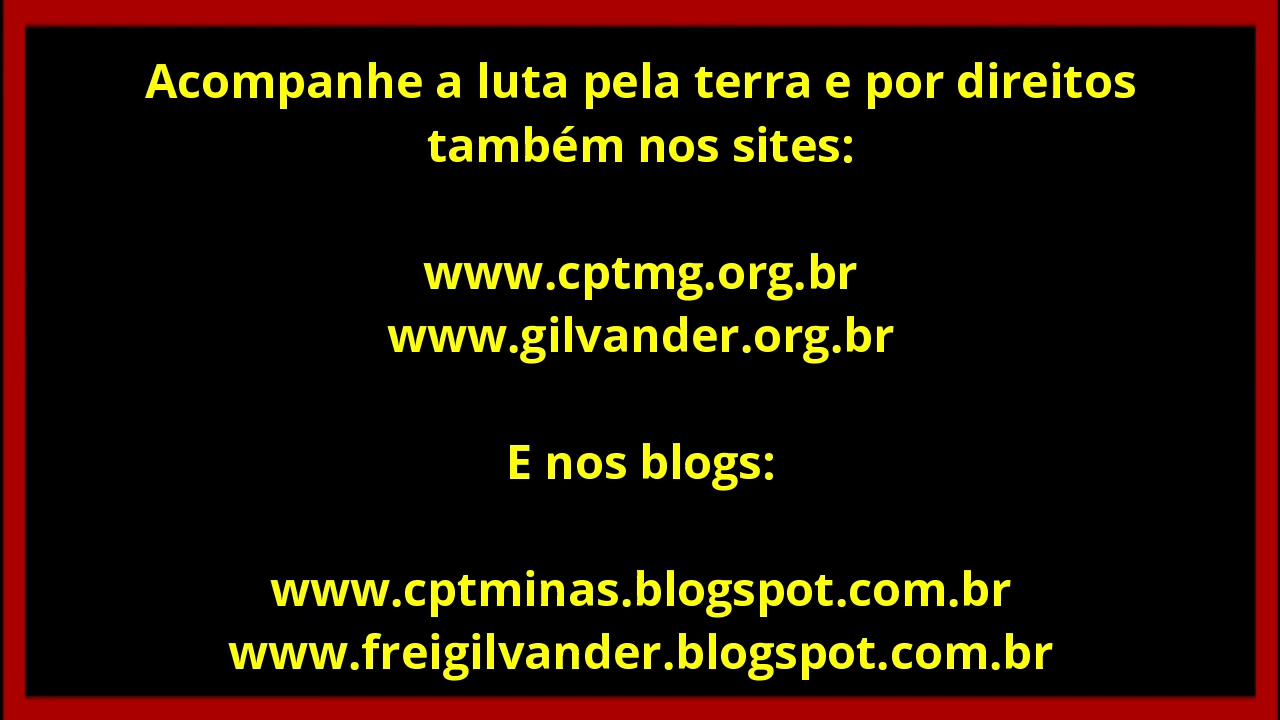 Acompanhe a luta pela terra e por direitos
também nos sites:
www.cptmg.org.br
www.gilvander.org.br
E nos blogs:
www.cptminas.blogspot.com.br
www.freigilvander.blogspot.com.br